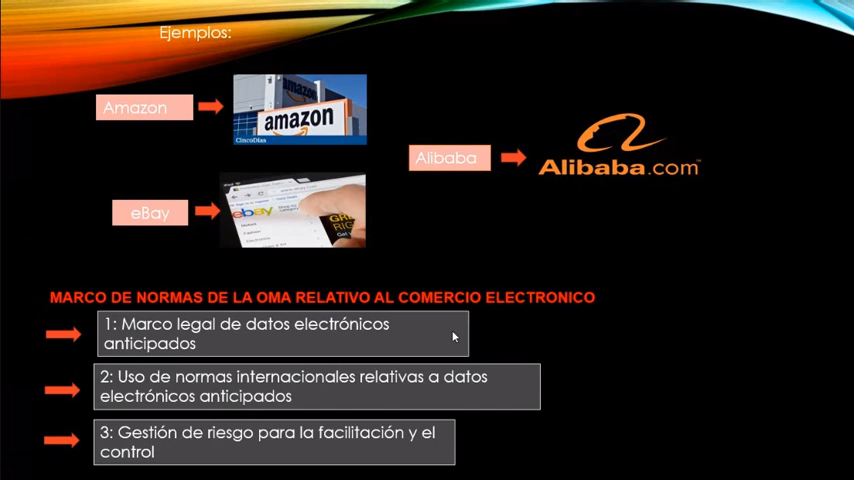 Ejemplos:
Amazon
amazon
amazon
CincoDías
Alibaba
Alibaba.com
eBay
ebay
MARCO DE NORMAS DE LA OMA RELATIVO AL COMERCIO ELECTRONICO
1: Marco legal de datos electrónicos
anticipados
2: Uso de normas internacionales relativas a datos
electrónicos anticipados
3: Gestión de riesgo para la facilitación y el
control